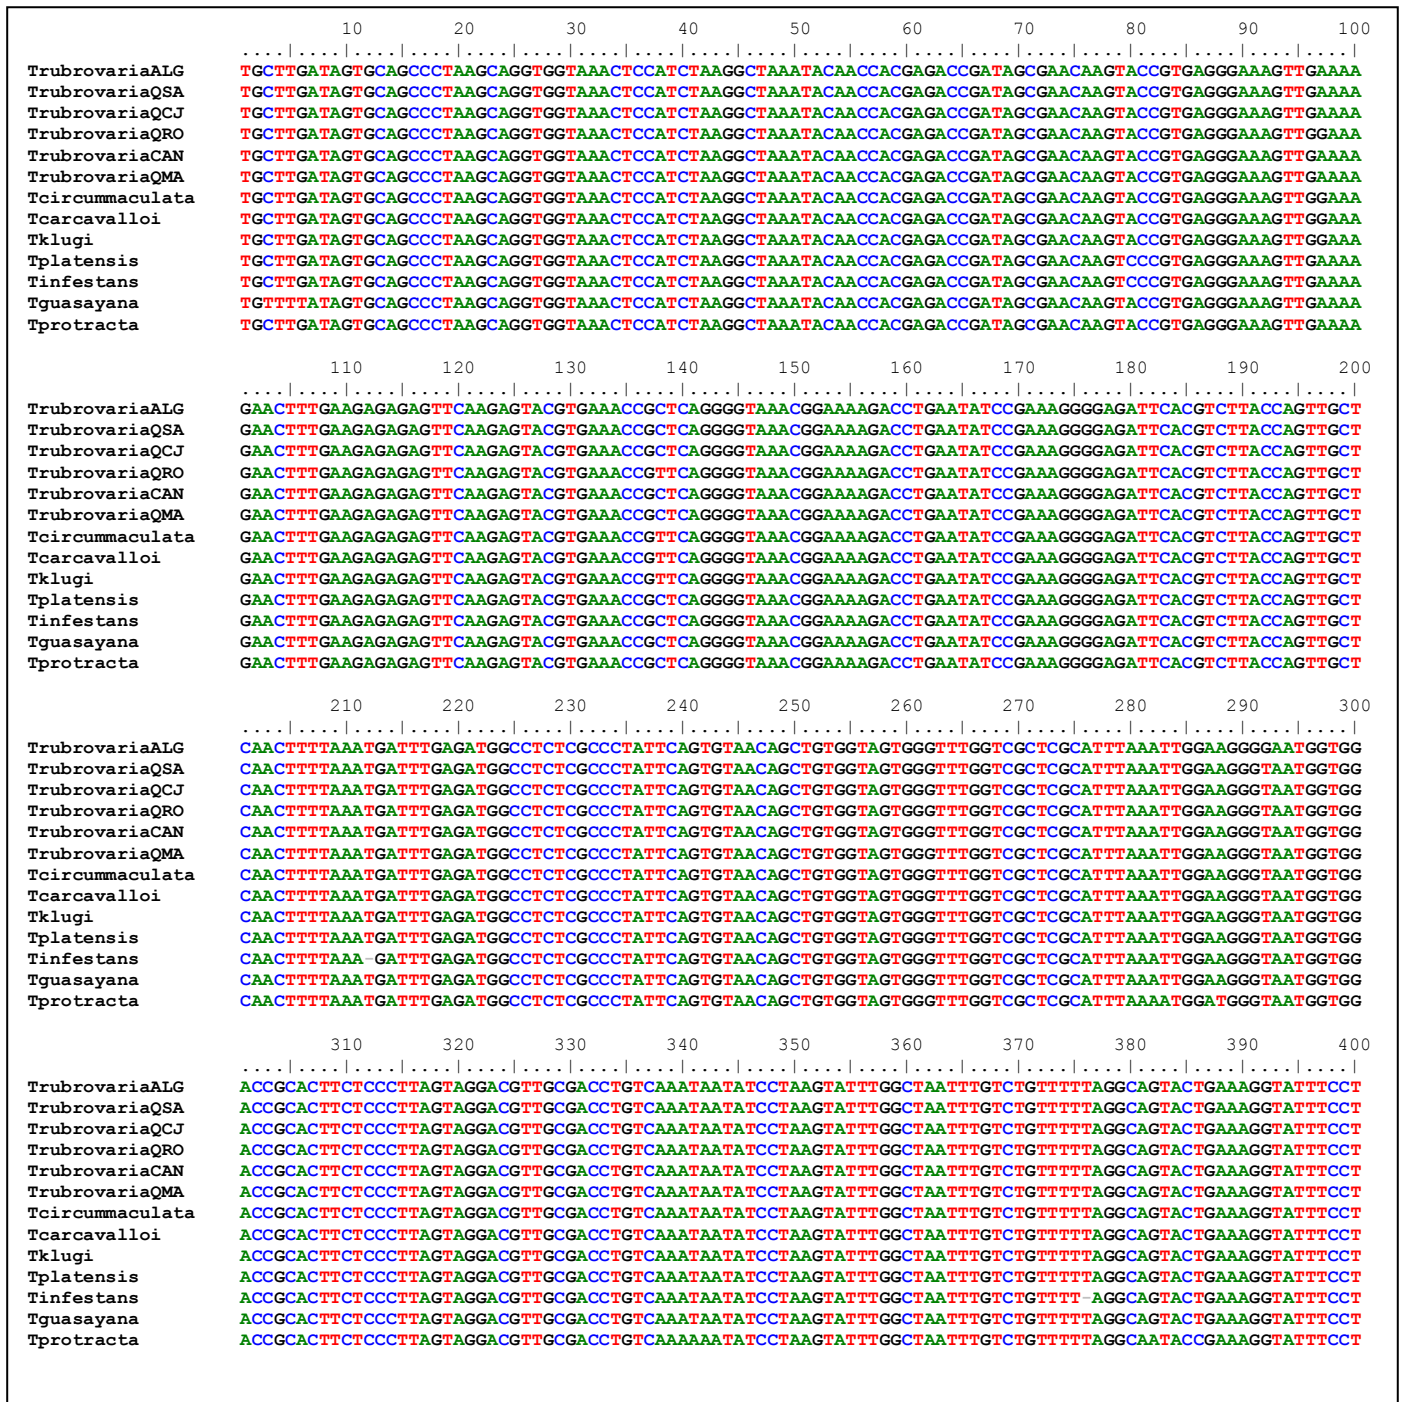 10 20 30 40 50 60 70 80 90 100
....|....|....|....|....|....|....|....|....|....|....|....|....|....|....|....|....|....|....|....|
TrubrovariaALG TGCTTGATAGTGCAGCCCTAAGCAGGTGGTAAACTCCATCTAAGGCTAAATACAACCACGAGACCGATAGCGAACAAGTACCGTGAGGGAAAGTTGAAAA
TrubrovariaQSA TGCTTGATAGTGCAGCCCTAAGCAGGTGGTAAACTCCATCTAAGGCTAAATACAACCACGAGACCGATAGCGAACAAGTACCGTGAGGGAAAGTTGAAAA
TrubrovariaQCJ TGCTTGATAGTGCAGCCCTAAGCAGGTGGTAAACTCCATCTAAGGCTAAATACAACCACGAGACCGATAGCGAACAAGTACCGTGAGGGAAAGTTGAAAA
TrubrovariaQRO TGCTTGATAGTGCAGCCCTAAGCAGGTGGTAAACTCCATCTAAGGCTAAATACAACCACGAGACCGATAGCGAACAAGTACCGTGAGGGAAAGTTGGAAA
TrubrovariaCAN TGCTTGATAGTGCAGCCCTAAGCAGGTGGTAAACTCCATCTAAGGCTAAATACAACCACGAGACCGATAGCGAACAAGTACCGTGAGGGAAAGTTGAAAA
TrubrovariaQMA TGCTTGATAGTGCAGCCCTAAGCAGGTGGTAAACTCCATCTAAGGCTAAATACAACCACGAGACCGATAGCGAACAAGTACCGTGAGGGAAAGTTGAAAA
Tcircummaculata TGCTTGATAGTGCAGCCCTAAGCAGGTGGTAAACTCCATCTAAGGCTAAATACAACCACGAGACCGATAGCGAACAAGTACCGTGAGGGAAAGTTGGAAA
Tcarcavalloi TGCTTGATAGTGCAGCCCTAAGCAGGTGGTAAACTCCATCTAAGGCTAAATACAACCACGAGACCGATAGCGAACAAGTACCGTGAGGGAAAGTTGGAAA
Tklugi TGCTTGATAGTGCAGCCCTAAGCAGGTGGTAAACTCCATCTAAGGCTAAATACAACCACGAGACCGATAGCGAACAAGTACCGTGAGGGAAAGTTGGAAA
Tplatensis TGCTTGATAGTGCAGCCCTAAGCAGGTGGTAAACTCCATCTAAGGCTAAATACAACCACGAGACCGATAGCGAACAAGTCCCGTGAGGGAAAGTTGAAAA
Tinfestans TGCTTGATAGTGCAGCCCTAAGCAGGTGGTAAACTCCATCTAAGGCTAAATACAACCACGAGACCGATAGCGAACAAGTCCCGTGAGGGAAAGTTGAAAA
Tguasayana TGTTTTATAGTGCAGCCCTAAGCAGGTGGTAAACTCCATCTAAGGCTAAATACAACCACGAGACCGATAGCGAACAAGTACCGTGAGGGAAAGTTGAAAA
Tprotracta TGCTTGATAGTGCAGCCCTAAGCAGGTGGTAAACTCCATCTAAGGCTAAATACAACCACGAGACCGATAGCGAACAAGTACCGTGAGGGAAAGTTGAAAA
110 120 130 140 150 160 170 180 190 200
....|....|....|....|....|....|....|....|....|....|....|....|....|....|....|....|....|....|....|....|
TrubrovariaALG GAACTTTGAAGAGAGAGTTCAAGAGTACGTGAAACCGCTCAGGGGTAAACGGAAAAGACCTGAATATCCGAAAGGGGAGATTCACGTCTTACCAGTTGCT
TrubrovariaQSA GAACTTTGAAGAGAGAGTTCAAGAGTACGTGAAACCGCTCAGGGGTAAACGGAAAAGACCTGAATATCCGAAAGGGGAGATTCACGTCTTACCAGTTGCT
TrubrovariaQCJ GAACTTTGAAGAGAGAGTTCAAGAGTACGTGAAACCGCTCAGGGGTAAACGGAAAAGACCTGAATATCCGAAAGGGGAGATTCACGTCTTACCAGTTGCT
TrubrovariaQRO GAACTTTGAAGAGAGAGTTCAAGAGTACGTGAAACCGTTCAGGGGTAAACGGAAAAGACCTGAATATCCGAAAGGGGAGATTCACGTCTTACCAGTTGCT
TrubrovariaCAN GAACTTTGAAGAGAGAGTTCAAGAGTACGTGAAACCGCTCAGGGGTAAACGGAAAAGACCTGAATATCCGAAAGGGGAGATTCACGTCTTACCAGTTGCT
TrubrovariaQMA GAACTTTGAAGAGAGAGTTCAAGAGTACGTGAAACCGCTCAGGGGTAAACGGAAAAGACCTGAATATCCGAAAGGGGAGATTCACGTCTTACCAGTTGCT
Tcircummaculata GAACTTTGAAGAGAGAGTTCAAGAGTACGTGAAACCGTTCAGGGGTAAACGGAAAAGACCTGAATATCCGAAAGGGGAGATTCACGTCTTACCAGTTGCT
Tcarcavalloi GAACTTTGAAGAGAGAGTTCAAGAGTACGTGAAACCGTTCAGGGGTAAACGGAAAAGACCTGAATATCCGAAAGGGGAGATTCACGTCTTACCAGTTGCT
Tklugi GAACTTTGAAGAGAGAGTTCAAGAGTACGTGAAACCGTTCAGGGGTAAACGGAAAAGACCTGAATATCCGAAAGGGGAGATTCACGTCTTACCAGTTGCT
Tplatensis GAACTTTGAAGAGAGAGTTCAAGAGTACGTGAAACCGCTCAGGGGTAAACGGAAAAGACCTGAATATCCGAAAGGGGAGATTCACGTCTTACCAGTTGCT
Tinfestans GAACTTTGAAGAGAGAGTTCAAGAGTACGTGAAACCGCTCAGGGGTAAACGGAAAAGACCTGAATATCCGAAAGGGGAGATTCACGTCTTACCAGTTGCT
Tguasayana GAACTTTGAAGAGAGAGTTCAAGAGTACGTGAAACCGCTCAGGGGTAAACGGAAAAGACCTGAATATCCGAAAGGGGAGATTCACGTCTTACCAGTTGCT
Tprotracta GAACTTTGAAGAGAGAGTTCAAGAGTACGTGAAACCGCTCAGGGGTAAACGGAAAAGACCTGAATATCCGAAAGGGGAGATTCACGTCTTACCAGTTGCT
210 220 230 240 250 260 270 280 290 300
....|....|....|....|....|....|....|....|....|....|....|....|....|....|....|....|....|....|....|....|
TrubrovariaALG CAACTTTTAAATGATTTGAGATGGCCTCTCGCCCTATTCAGTGTAACAGCTGTGGTAGTGGGTTTGGTCGCTCGCATTTAAATTGGAAGGGGAATGGTGG
TrubrovariaQSA CAACTTTTAAATGATTTGAGATGGCCTCTCGCCCTATTCAGTGTAACAGCTGTGGTAGTGGGTTTGGTCGCTCGCATTTAAATTGGAAGGGTAATGGTGG
TrubrovariaQCJ CAACTTTTAAATGATTTGAGATGGCCTCTCGCCCTATTCAGTGTAACAGCTGTGGTAGTGGGTTTGGTCGCTCGCATTTAAATTGGAAGGGTAATGGTGG
TrubrovariaQRO CAACTTTTAAATGATTTGAGATGGCCTCTCGCCCTATTCAGTGTAACAGCTGTGGTAGTGGGTTTGGTCGCTCGCATTTAAATTGGAAGGGTAATGGTGG
TrubrovariaCAN CAACTTTTAAATGATTTGAGATGGCCTCTCGCCCTATTCAGTGTAACAGCTGTGGTAGTGGGTTTGGTCGCTCGCATTTAAATTGGAAGGGTAATGGTGG
TrubrovariaQMA CAACTTTTAAATGATTTGAGATGGCCTCTCGCCCTATTCAGTGTAACAGCTGTGGTAGTGGGTTTGGTCGCTCGCATTTAAATTGGAAGGGTAATGGTGG
Tcircummaculata CAACTTTTAAATGATTTGAGATGGCCTCTCGCCCTATTCAGTGTAACAGCTGTGGTAGTGGGTTTGGTCGCTCGCATTTAAATTGGAAGGGTAATGGTGG
Tcarcavalloi CAACTTTTAAATGATTTGAGATGGCCTCTCGCCCTATTCAGTGTAACAGCTGTGGTAGTGGGTTTGGTCGCTCGCATTTAAATTGGAAGGGTAATGGTGG
Tklugi CAACTTTTAAATGATTTGAGATGGCCTCTCGCCCTATTCAGTGTAACAGCTGTGGTAGTGGGTTTGGTCGCTCGCATTTAAATTGGAAGGGTAATGGTGG
Tplatensis CAACTTTTAAATGATTTGAGATGGCCTCTCGCCCTATTCAGTGTAACAGCTGTGGTAGTGGGTTTGGTCGCTCGCATTTAAATTGGAAGGGTAATGGTGG
Tinfestans CAACTTTTAAA-GATTTGAGATGGCCTCTCGCCCTATTCAGTGTAACAGCTGTGGTAGTGGGTTTGGTCGCTCGCATTTAAATTGGAAGGGTAATGGTGG
Tguasayana CAACTTTTAAATGATTTGAGATGGCCTCTCGCCCTATTCAGTGTAACAGCTGTGGTAGTGGGTTTGGTCGCTCGCATTTAAATTGGAAGGGTAATGGTGG
Tprotracta CAACTTTTAAATGATTTGAGATGGCCTCTCGCCCTATTCAGTGTAACAGCTGTGGTAGTGGGTTTGGTCGCTCGCATTTAAAATGGATGGGTAATGGTGG
310 320 330 340 350 360 370 380 390 400
....|....|....|....|....|....|....|....|....|....|....|....|....|....|....|....|....|....|....|....|
TrubrovariaALG ACCGCACTTCTCCCTTAGTAGGACGTTGCGACCTGTCAAATAATATCCTAAGTATTTGGCTAATTTGTCTGTTTTTAGGCAGTACTGAAAGGTATTTCCT
TrubrovariaQSA ACCGCACTTCTCCCTTAGTAGGACGTTGCGACCTGTCAAATAATATCCTAAGTATTTGGCTAATTTGTCTGTTTTTAGGCAGTACTGAAAGGTATTTCCT
TrubrovariaQCJ ACCGCACTTCTCCCTTAGTAGGACGTTGCGACCTGTCAAATAATATCCTAAGTATTTGGCTAATTTGTCTGTTTTTAGGCAGTACTGAAAGGTATTTCCT
TrubrovariaQRO ACCGCACTTCTCCCTTAGTAGGACGTTGCGACCTGTCAAATAATATCCTAAGTATTTGGCTAATTTGTCTGTTTTTAGGCAGTACTGAAAGGTATTTCCT
TrubrovariaCAN ACCGCACTTCTCCCTTAGTAGGACGTTGCGACCTGTCAAATAATATCCTAAGTATTTGGCTAATTTGTCTGTTTTTAGGCAGTACTGAAAGGTATTTCCT
TrubrovariaQMA ACCGCACTTCTCCCTTAGTAGGACGTTGCGACCTGTCAAATAATATCCTAAGTATTTGGCTAATTTGTCTGTTTTTAGGCAGTACTGAAAGGTATTTCCT
Tcircummaculata ACCGCACTTCTCCCTTAGTAGGACGTTGCGACCTGTCAAATAATATCCTAAGTATTTGGCTAATTTGTCTGTTTTTAGGCAGTACTGAAAGGTATTTCCT
Tcarcavalloi ACCGCACTTCTCCCTTAGTAGGACGTTGCGACCTGTCAAATAATATCCTAAGTATTTGGCTAATTTGTCTGTTTTTAGGCAGTACTGAAAGGTATTTCCT
Tklugi ACCGCACTTCTCCCTTAGTAGGACGTTGCGACCTGTCAAATAATATCCTAAGTATTTGGCTAATTTGTCTGTTTTTAGGCAGTACTGAAAGGTATTTCCT
Tplatensis ACCGCACTTCTCCCTTAGTAGGACGTTGCGACCTGTCAAATAATATCCTAAGTATTTGGCTAATTTGTCTGTTTTTAGGCAGTACTGAAAGGTATTTCCT
Tinfestans ACCGCACTTCTCCCTTAGTAGGACGTTGCGACCTGTCAAATAATATCCTAAGTATTTGGCTAATTTGTCTGTTTT-AGGCAGTACTGAAAGGTATTTCCT
Tguasayana ACCGCACTTCTCCCTTAGTAGGACGTTGCGACCTGTCAAATAATATCCTAAGTATTTGGCTAATTTGTCTGTTTTTAGGCAGTACTGAAAGGTATTTCCT
Tprotracta ACCGCACTTCTCCCTTAGTAGGACGTTGCGACCTGTCAAAAAATATCCTAAGTATTTGGCTAATTTGTCTGTTTTTAGGCAATACCGAAAGGTATTTCCT